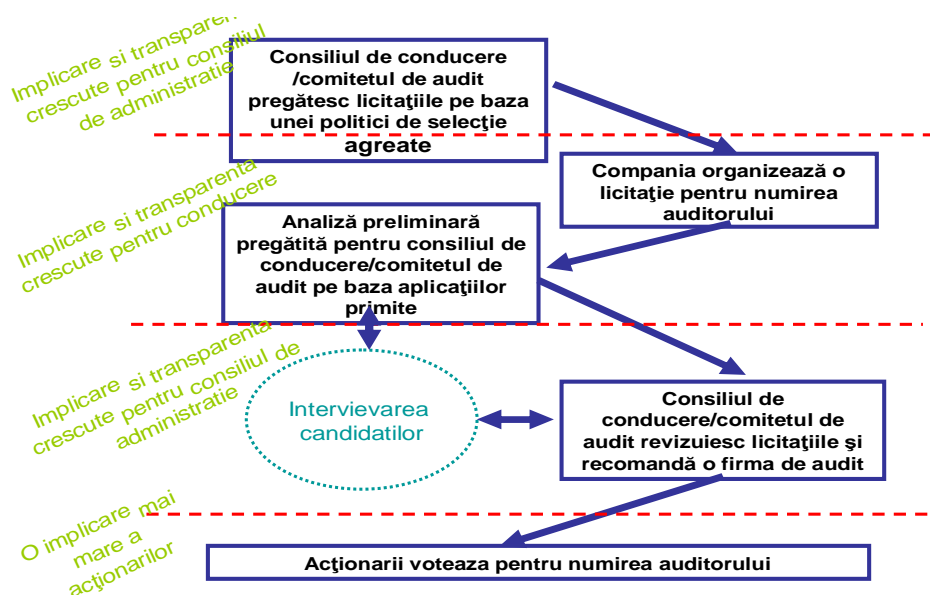 Implicare si transparen
crescute pentru consiliul
de administratie
Consiliul de conducere
/comitetul de audit
pregătesc licitaţiile pe baza
unei politici de selecţie
agreate
Compania organizează o
licitaţie pentru numirea
auditorului
Implicare si transparenta
crescute pentru conducere
Analiză preliminară
pregătită pentru consiliul de
conducere/comitetul de
audit pe baza aplicaţiilor
primite
Implicare si transparenta
crescute pentru consiliul de
administratie
Intervievarea
candidatilor
Consiliul de
conducere/comitetul de
audit revizuiesc licitaţiile şi
recomandă o firma de audit
O implicare mai
mare a
acţionarilor
Acţionarii voteaza pentru numirea auditorului